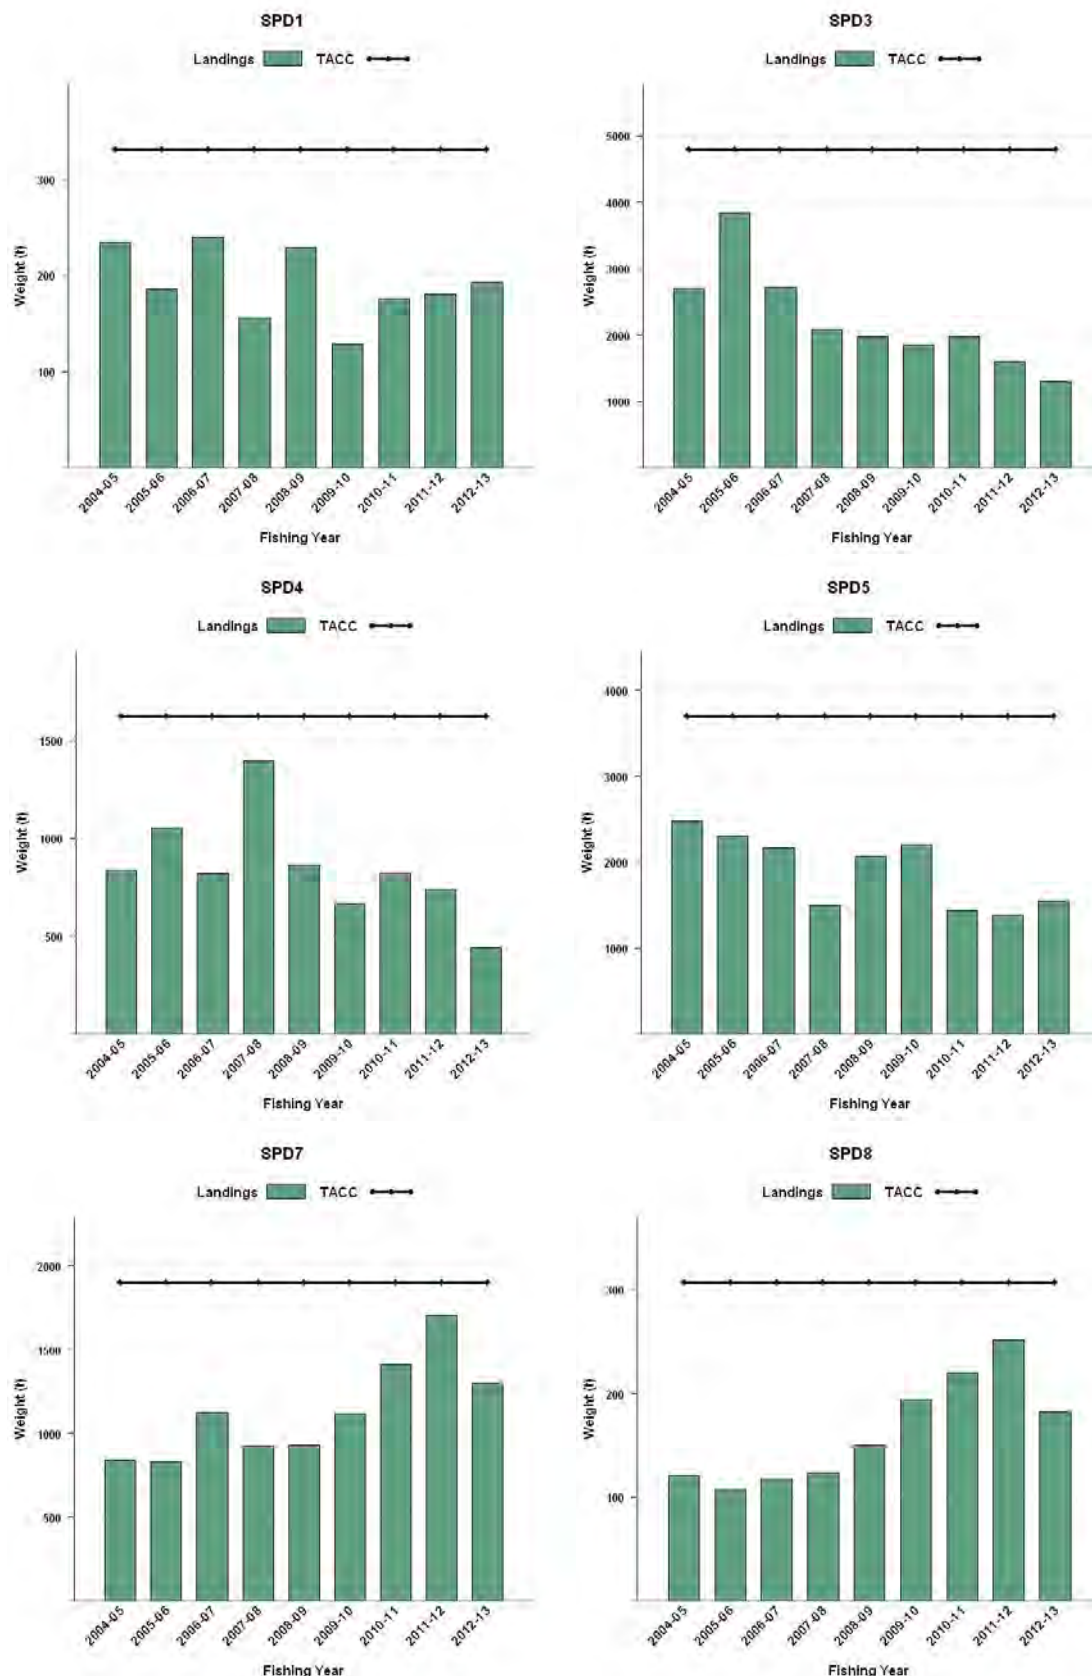 SPD1
Landings TACC
300
200
100
Weight (t)
2004-05 2005-06 2006-07 2007-08 2008-09 2009-10 2010-11 2011-12 2012-13
Fishing Year
SPD3
Landings TACC
5000
4000
3000
2000
1000
Weight (t)
2004-05 2005-06 2006-07 2007-08 2008-09 2009-10 2010-11 2011-12 2012-13
Fishing Year
SPD4
Landings TACC
1500
1000
500
Weight (t)
2004-05 2005-06 2006-07 2007-08 2008-09 2009-10 2010-11 2011-12 2012-13
Fishing Year
SPD5
Landings TACC
4000
3000
2000
1000
Weight (t)
2004-05 2005-06 2006-07 2007-08 2008-09 2009-10 2010-11 2011-12 2012-13
Fishing Year
SPD7
Landings TACC
2000
1500
1000
500
Weight (t)
2004-05 2005-06 2006-07 2007-08 2008-09 2009-10 2010-11 2011-12 2012-13
Fishing Year
SPD8
Landings TACC
300
200
100
Weight (t)
2004-05 2005-06 2006-07 2007-08 2008-09 2009-10 2010-11 2011-12 2012-13
Fishing Year